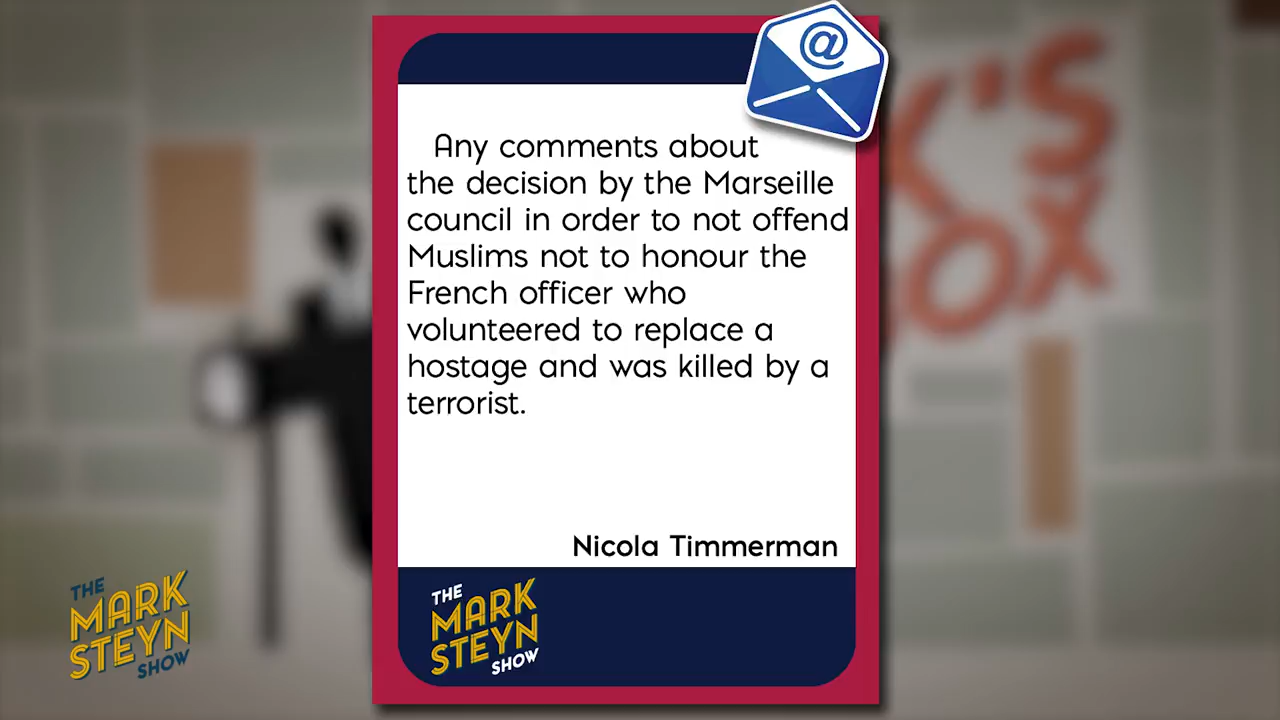 @
Any comments about
the decision by the Marseille
council in order to not offend
Muslims not to honour the
French officer who
volunteered to replace a
hostage and was killed by a
terrorist.
Nicola Timmerman
THE
MARK
STEYN
SHOW
THE
MARK
STEYN
SHOW